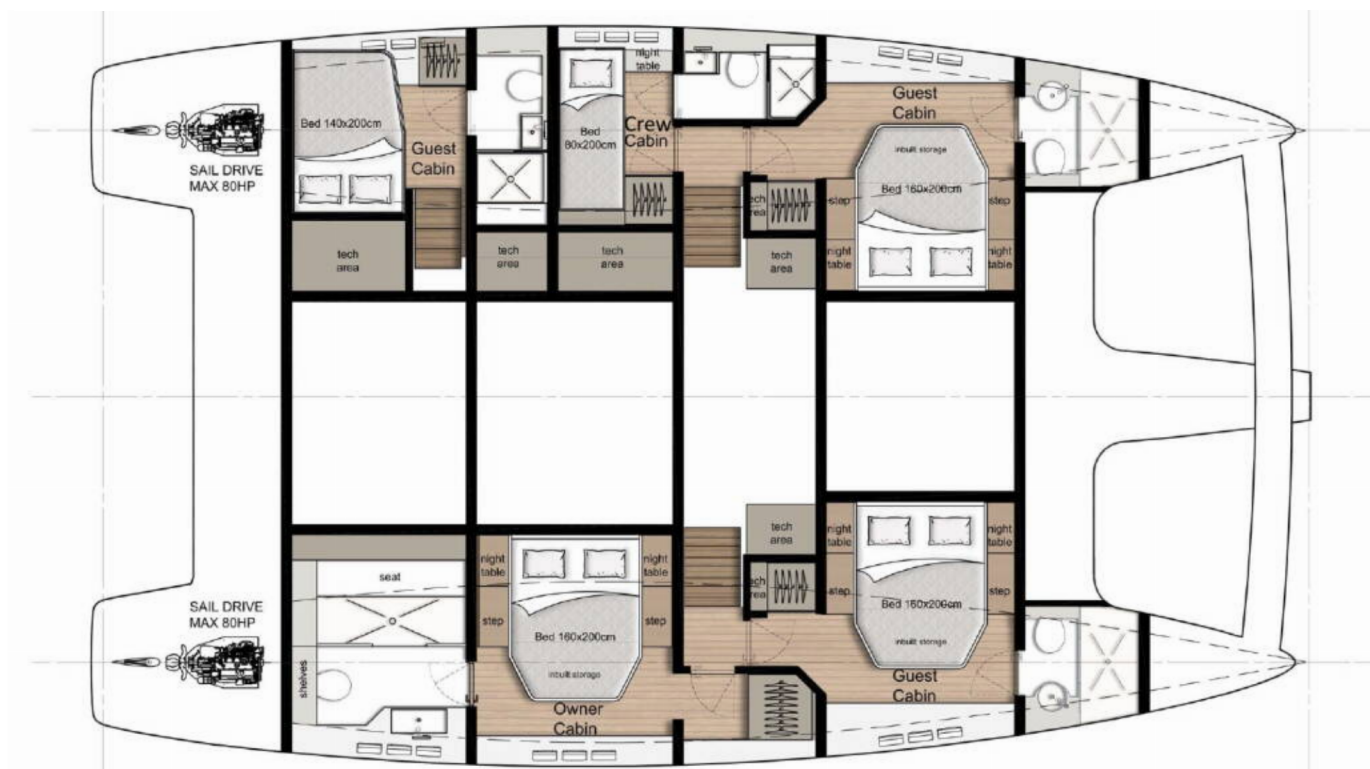 SAIL DRIVE
MAX 80HP
Bed 140x200cm
Guest
Cabin
tech
area
tech
area
night
table
Bed
80x200cm
Crew
Cabin
tech
area
tech
area
tech
area
Guest
Cabin
inbuilt storage
Bed 160x200cm
step
step
night
table
night
table
SAIL DRIVE
MAX 80HP
seat
shelves
night
table
night
table
step
step
Bed 160x200cm
inbuilt storage
Owner
Cabin
tech
area
tech
area
night
table
night
table
step
step
Bed 160x200cm
inbuilt storage
Guest
Cabin